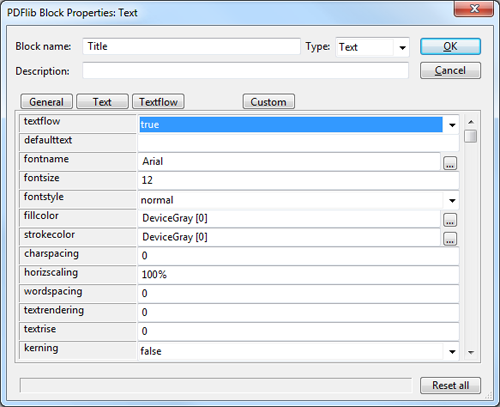 PDFlib Block Properties: Text
Block name: Title Type: Text OK
Description: Cancel
General Text Textflow Custom
textflow true
defaulttext
fontname Arial ...
fontsize 12
fontstyle normal
fillcolor DeviceGray [0] ...
strokecolor DeviceGray [0] ...
charspacing 0
horizscaling 100%
wordspacing 0
textrendering 0
textrise 0
kerning false
Reset all